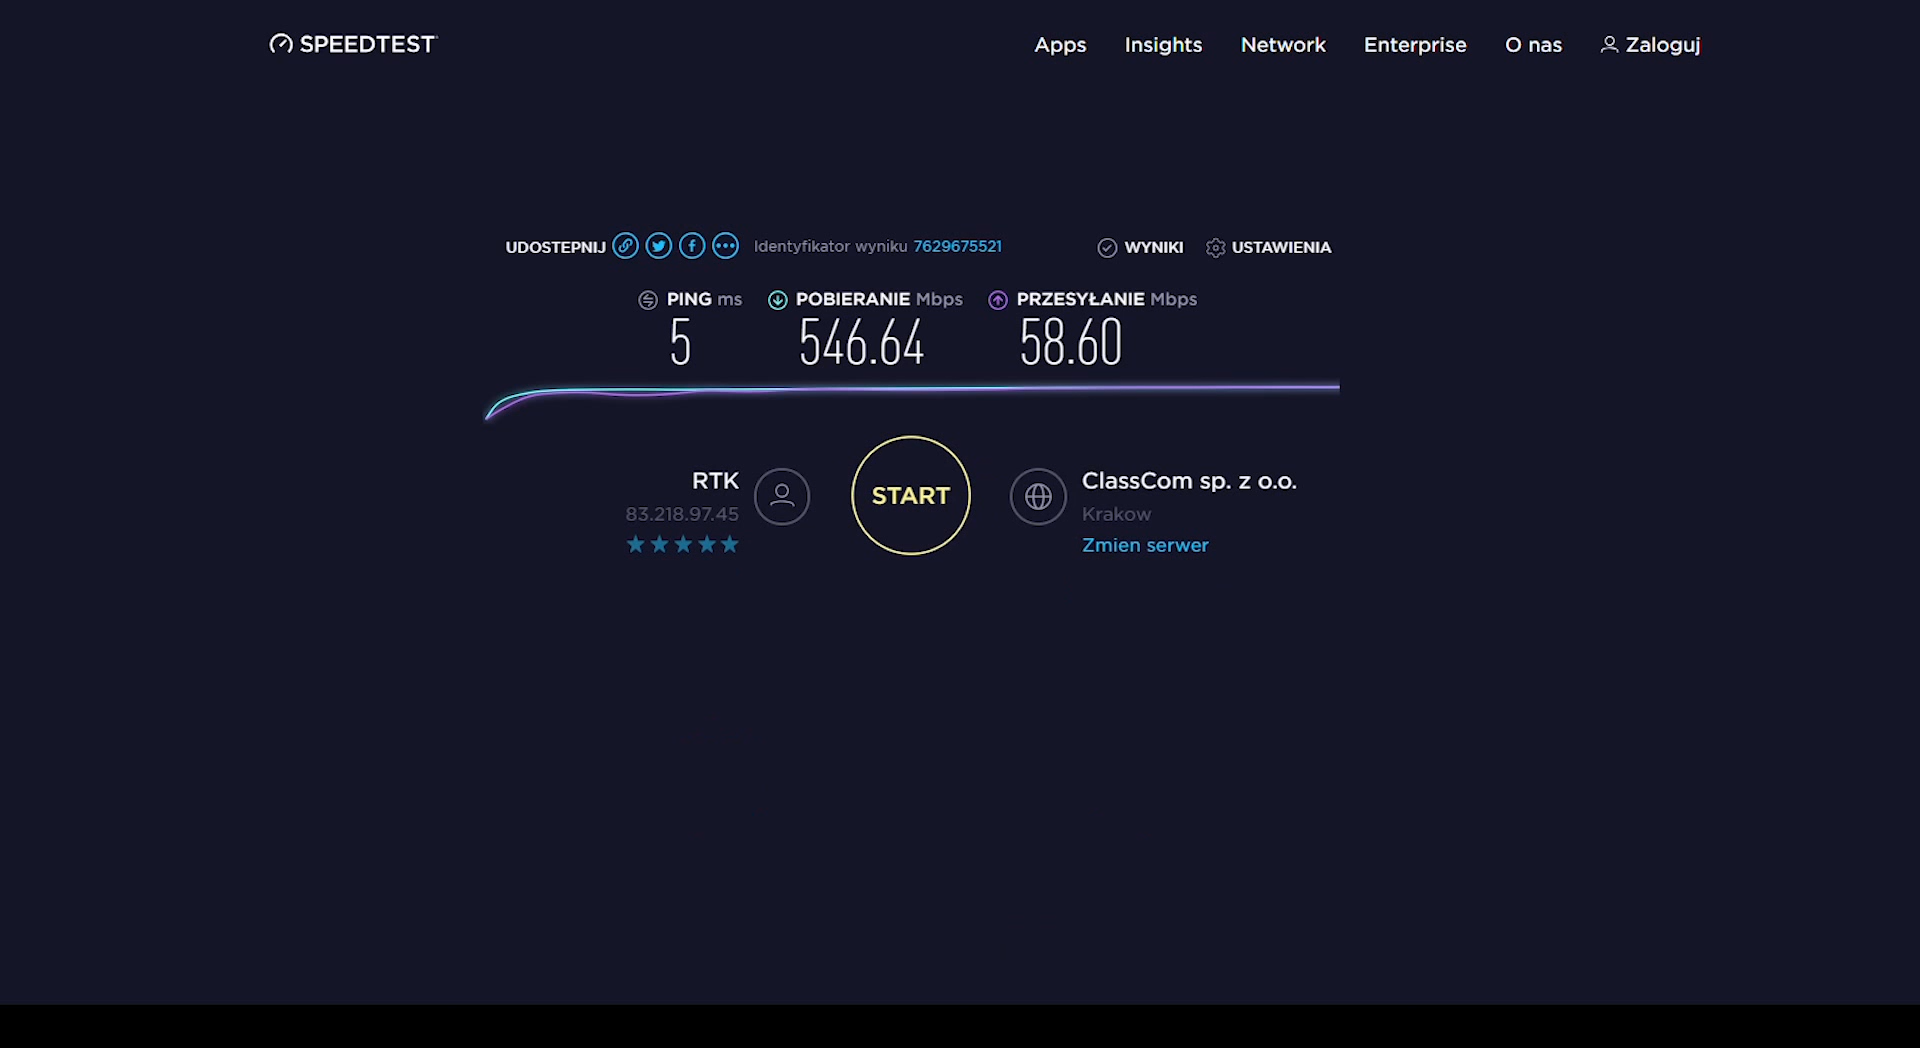 SPEEDTEST
Apps Insights Network Enterprise O nas Zaloguj
UDOSTEPNIJ Identyfikator wyniku 7629675521 WYNIKI USTAWIENIA
PING ms POBIERANIE Mbps PRZESYŁANIE Mbps
5 546.64 58.60
RTK START ClassCom sp. z o.o.
83.218.97.45 Krakow
Zmien serwer